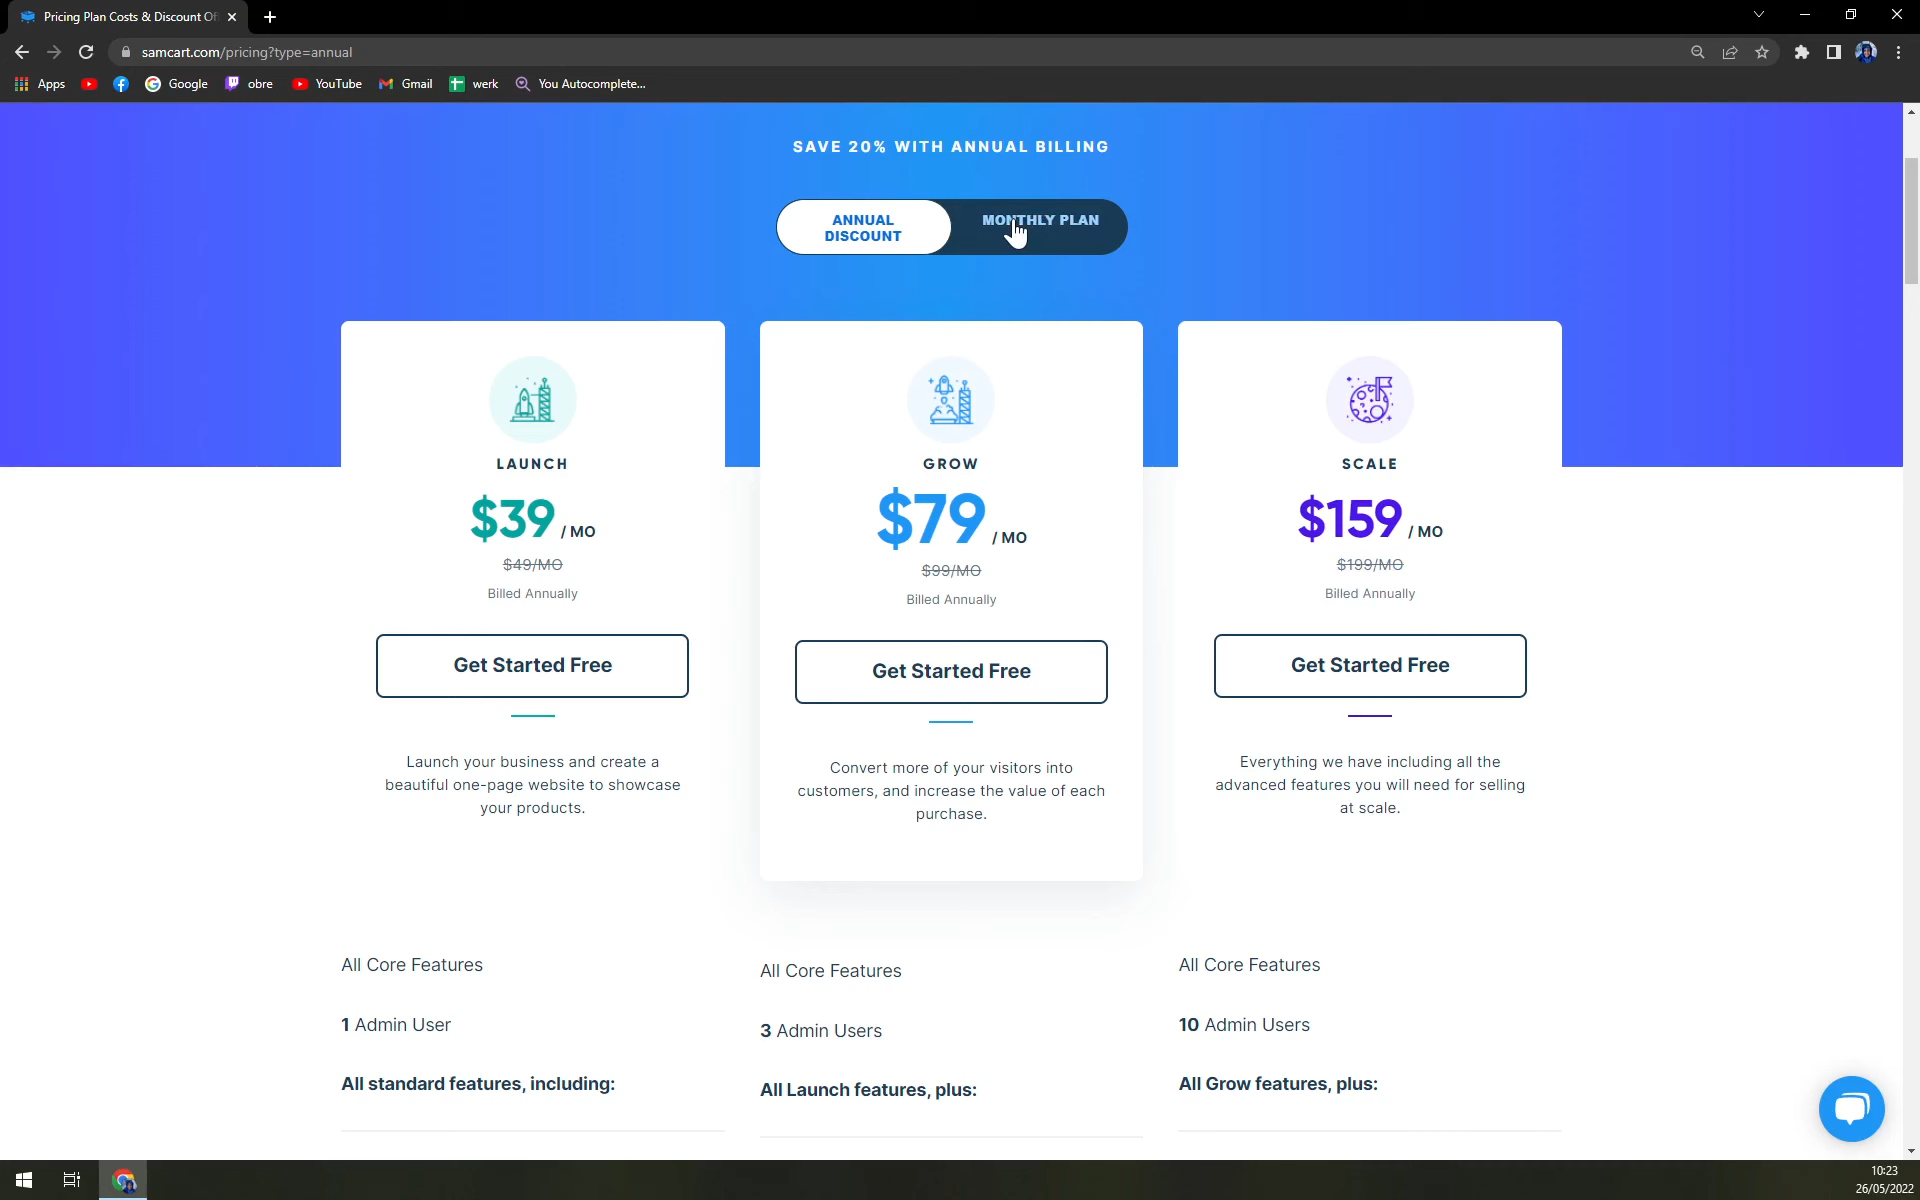 Pricing Plan Costs & Discount Of
samcart.com/pricing?type=annual
Apps
Google
obre
YouTube
Gmail
werk
You Autocomplete...
SAVE 20% WITH ANNUAL BILLING
ANNUAL
DISCOUNT
MONTHLY PLAN
LAUNCH
$39 / MO
$49/MO
Billed Annually
Get Started Free
Launch your business and create a
beautiful one-page website to showcase
your products.
GROW
$79 / MO
$99/MO
Billed Annually
Get Started Free
Convert more of your visitors into
customers, and increase the value of each
purchase.
SCALE
$159 / MO
$199/MO
Billed Annually
Get Started Free
Everything we have including all the
advanced features you will need for selling
at scale.
All Core Features
1 Admin User
All standard features, including:
All Core Features
3 Admin Users
All Launch features, plus:
All Core Features
10 Admin Users
All Grow features, plus:
10:23
26/05/2022